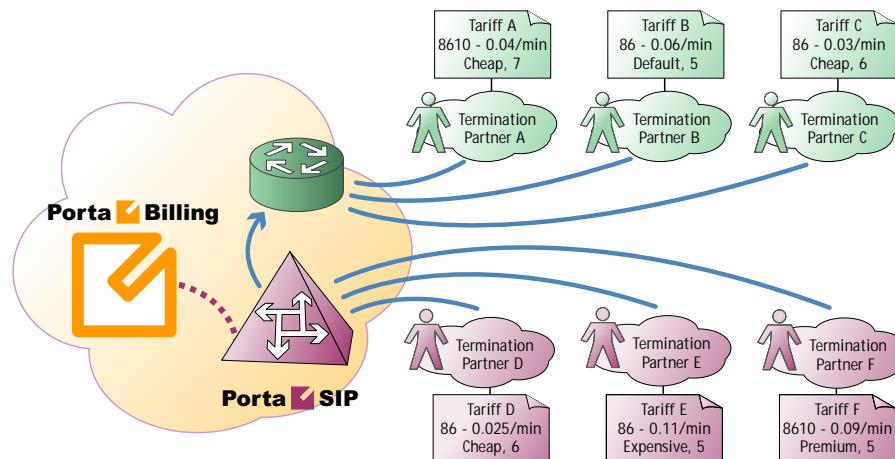 Tariff A
8610 - 0.04/min
Cheap, 7
Tariff B
86 - 0.06/min
Default, 5
Tariff C
86 - 0.03/min
Cheap, 6
Termination
Partner A
Termination
Partner B
Termination
Partner C
Porta Billing
Porta SIP
Termination
Partner D
Termination
Partner E
Termination
Partner F
Tariff D
86 - 0.025/min
Cheap, 6
Tariff E
86 - 0.11/min
Expensive, 5
Tariff F
8610 - 0.09/min
Premium, 5